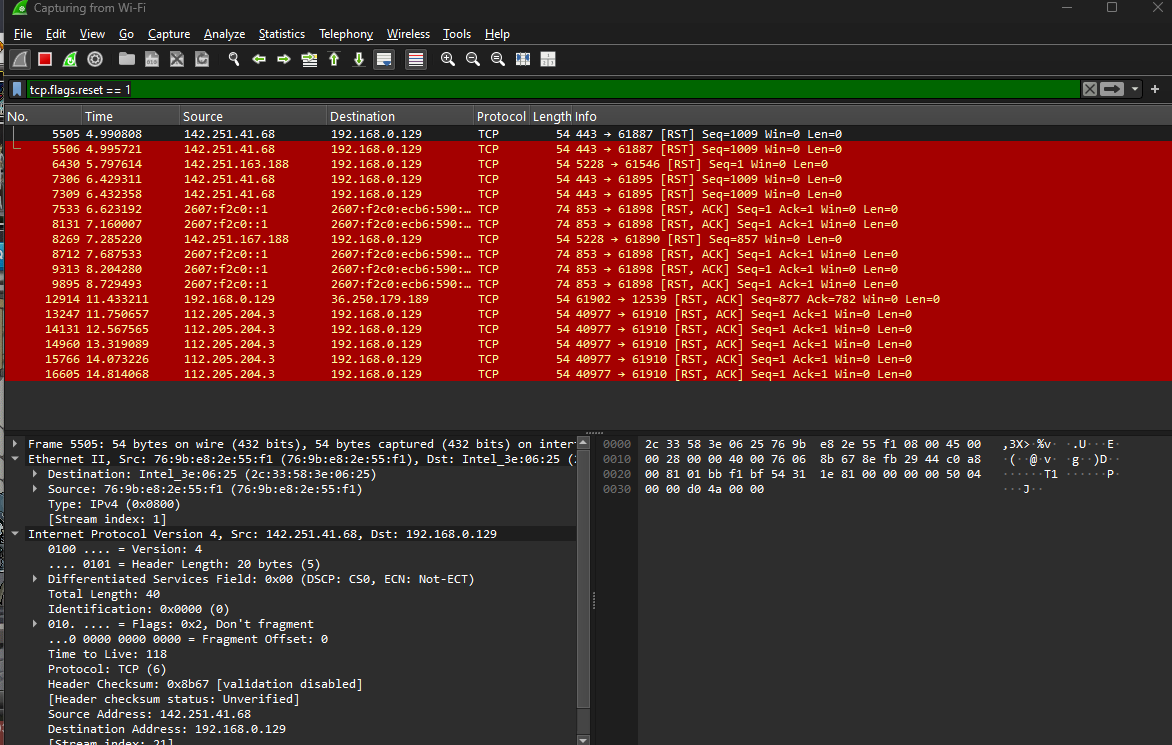 Capturing from Wi-Fi
File Edit View Go Capture Analyze Statistics Telephony Wireless Tools Help
tcp.flags.reset == 1
No. Time Source Destination Protocol Length Info
5505 4.990808 142.251.41.68 192.168.0.129 TCP 54 443 → 61887 [RST] Seq=1009 Win=0 Len=0
5506 4.995721 142.251.41.68 192.168.0.129 TCP 54 443 → 61887 [RST] Seq=1009 Win=0 Len=0
6430 5.797614 142.251.163.188 192.168.0.129 TCP 54 5228 → 61546 [RST] Seq=1 Win=0 Len=0
7306 6.429311 142.251.41.68 192.168.0.129 TCP 54 443 → 61895 [RST] Seq=1009 Win=0 Len=0
7309 6.432358 142.251.41.68 192.168.0.129 TCP 54 443 → 61895 [RST] Seq=1009 Win=0 Len=0
7533 6.623192 2607:f2c0::1 2607:f2c0:ecb6:590:… TCP 74 853 → 61898 [RST, ACK] Seq=1 Ack=1 Win=0 Len=0
8131 7.160007 2607:f2c0::1 2607:f2c0:ecb6:590:… TCP 74 853 → 61898 [RST, ACK] Seq=1 Ack=1 Win=0 Len=0
8269 7.285220 142.251.167.188 192.168.0.129 TCP 54 5228 → 61890 [RST] Seq=857 Win=0 Len=0
8712 7.687533 2607:f2c0::1 2607:f2c0:ecb6:590:… TCP 74 853 → 61898 [RST, ACK] Seq=1 Ack=1 Win=0 Len=0
9313 8.204280 2607:f2c0::1 2607:f2c0:ecb6:590:… TCP 74 853 → 61898 [RST, ACK] Seq=1 Ack=1 Win=0 Len=0
9895 8.729493 2607:f2c0::1 2607:f2c0:ecb6:590:… TCP 74 853 → 61898 [RST, ACK] Seq=1 Ack=1 Win=0 Len=0
12914 11.433211 192.168.0.129 36.250.179.189 TCP 54 61902 → 12539 [RST, ACK] Seq=877 Ack=782 Win=0 Len=0
13247 11.750657 112.205.204.3 192.168.0.129 TCP 54 40977 → 61910 [RST, ACK] Seq=1 Ack=1 Win=0 Len=0
14131 12.567565 112.205.204.3 192.168.0.129 TCP 54 40977 → 61910 [RST, ACK] Seq=1 Ack=1 Win=0 Len=0
14960 13.319089 112.205.204.3 192.168.0.129 TCP 54 40977 → 61910 [RST, ACK] Seq=1 Ack=1 Win=0 Len=0
15766 14.073226 112.205.204.3 192.168.0.129 TCP 54 40977 → 61910 [RST, ACK] Seq=1 Ack=1 Win=0 Len=0
16605 14.814068 112.205.204.3 192.168.0.129 TCP 54 40977 → 61910 [RST, ACK] Seq=1 Ack=1 Win=0 Len=0
Frame 5505: 54 bytes on wire (432 bits), 54 bytes captured (432 bits) on inter
Ethernet II, Src: 76:9b:e8:2e:55:f1 (76:9b:e8:2e:55:f1), Dst: Intel_3e:06:25 (2
Destination: Intel_3e:06:25 (2c:33:58:3e:06:25)
Source: 76:9b:e8:2e:55:f1 (76:9b:e8:2e:55:f1)
Type: IPv4 (0x0800)
[Stream index: 1]
Internet Protocol Version 4, Src: 142.251.41.68, Dst: 192.168.0.129
0100 .... = Version: 4
.... 0101 = Header Length: 20 bytes (5)
Differentiated Services Field: 0x00 (DSCP: CS0, ECN: Not-ECT)
Total Length: 40
Identification: 0x0000 (0)
010. .... = Flags: 0x2, Don't fragment
...0 0000 0000 0000 = Fragment Offset: 0
Time to Live: 118
Protocol: TCP (6)
Header Checksum: 0x8b67 [validation disabled]
[Header checksum status: Unverified]
Source Address: 142.251.41.68
Destination Address: 192.168.0.129
[Stream index: 21]
0000 2c 33 58 3e 06 25 76 9b e8 2e 55 f1 08 00 45 00 ,3X>·%v· ·.U···E·
0010 00 28 00 00 40 00 76 06 8b 67 8e fb 29 44 c0 a8 ·(··@·v· ·g··)D··
0020 00 81 01 bb f1 bf 54 31 1e 81 00 00 00 00 50 04 ······T1 ······P·
0030 00 00 d0 4a 00 00 ···J··